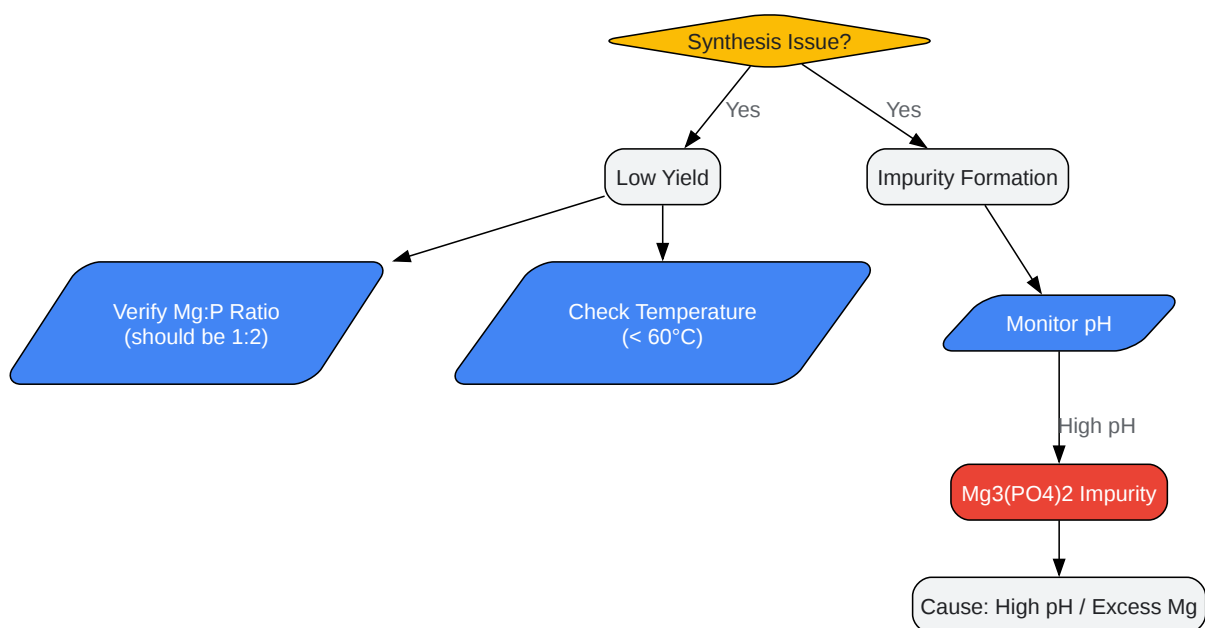 Synthesis Issue?
Yes
Yes
Low Yield
Impurity Formation
Verify Mg:P Ratio
(should be 1:2)
Check Temperature
(< 60°C)
Monitor pH
High pH
Mg3(PO4)2 Impurity
Cause: High pH / Excess Mg